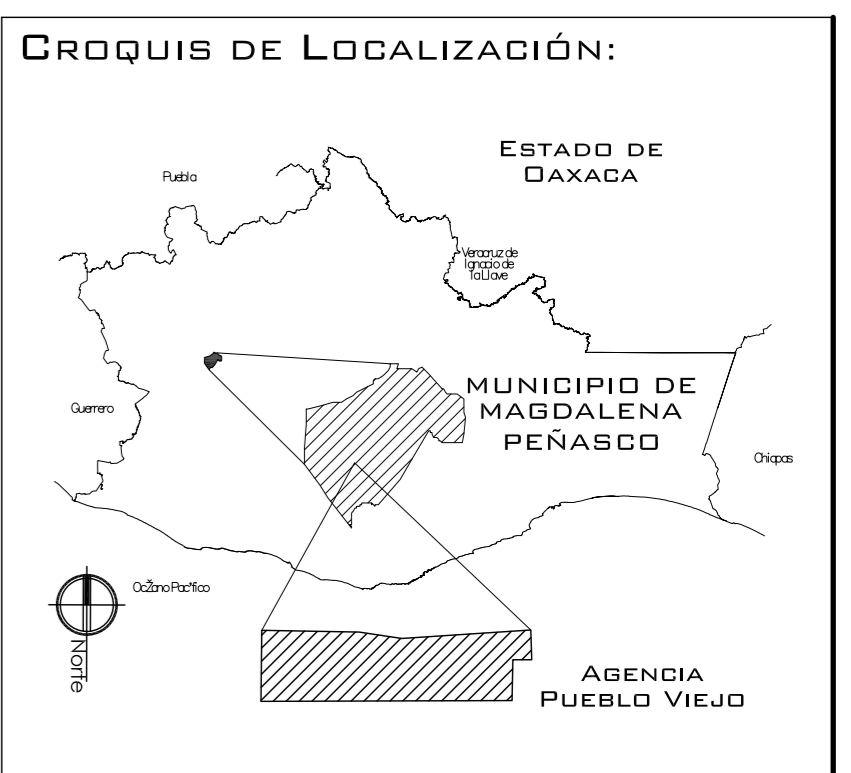 CROQUIS DE LOCALIZACIÓN:
ESTADO DE
OAXACA
Puebla
Veracruz de
Ignacio de
la Llave
MUNICIPIO DE
MAGDALENA
PEÑASCO
Guerrero
Chiapas
OcŽano Pac“fico
Norte
AGENCIA
PUEBLO VIEJO